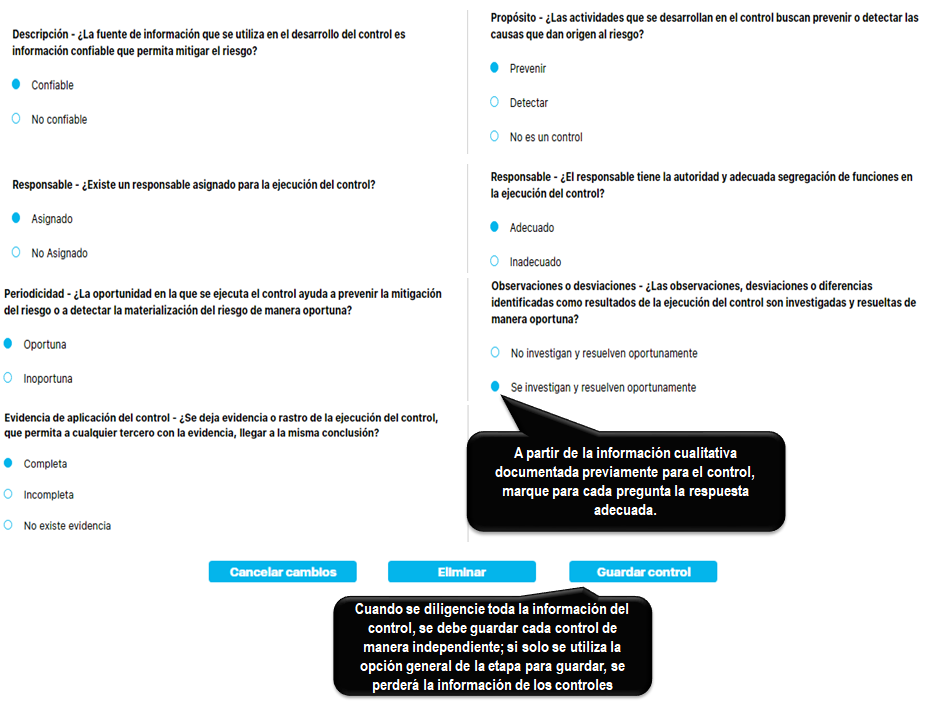 Descripción - ¿La fuente de información que se utiliza en el desarrollo del control es
información confiable que permita mitigar el riesgo?
Confiable
No confiable
Propósito - ¿Las actividades que se desarrollan en el control buscan prevenir o detectar las
causas que dan origen al riesgo?
Prevenir
Detectar
No es un control
Responsable - ¿Existe un responsable asignado para la ejecución del control?
Asignado
No Asignado
Responsable - ¿El responsable tiene la autoridad y adecuada segregación de funciones en
la ejecución del control?
Adecuado
Inadecuado
Periodicidad - ¿La oportunidad en la que se ejecuta el control ayuda a prevenir la mitigación
del riesgo o a detectar la materialización del riesgo de manera oportuna?
Oportuna
Inoportuna
Observaciones o desviaciones - ¿Las observaciones, desviaciones o diferencias
identificadas como resultados de la ejecución del control son investigadas y resueltas de
manera oportuna?
No investigan y resuelven oportunamente
Se investigan y resuelven oportunamente
Evidencia de aplicación del control - ¿Se deja evidencia o rastro de la ejecución del control,
que permita a cualquier tercero con la evidencia, llegar a la misma conclusión?
Completa
Incompleta
No existe evidencia
A partir de la información cualitativa
documentada previamente para el control,
marque para cada pregunta la respuesta
adecuada.
Cancelar cambios
Eliminar
Guardar control
Cuando se diligencie toda la información del
control, se debe guardar cada control de
manera independiente; si solo se utiliza la
opción general de la etapa para guardar, se
perderá la información de los controles